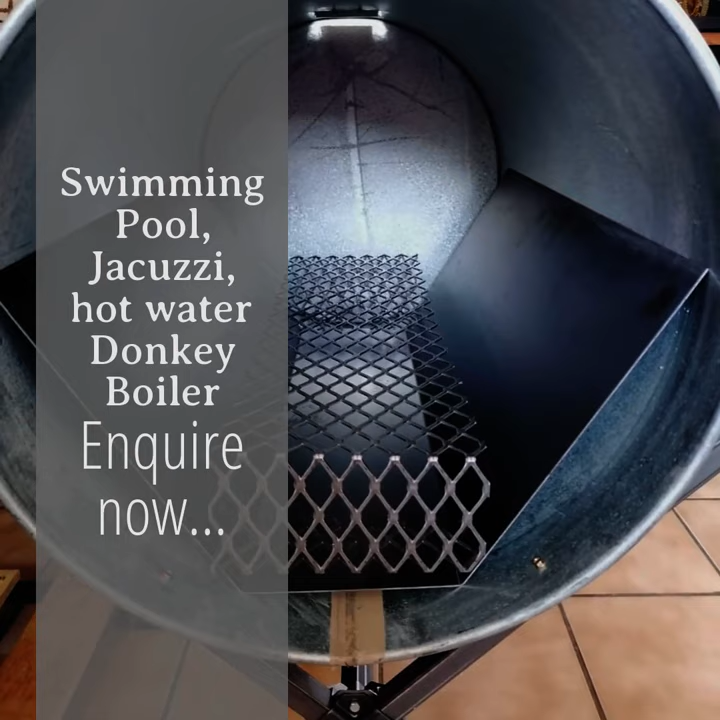 Swimming
Pool,
Jacuzzi,
hot water
Donkey
Boiler
Enquire
now...